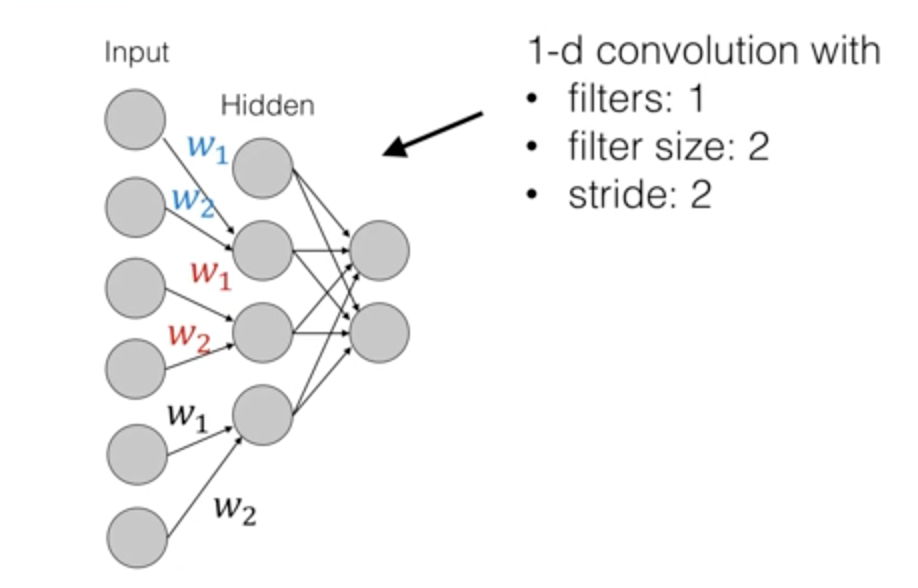 Input
Hidden
w₁
w₂
w₁
w₂
w₁
w₂
1-d convolution with
• filters: 1
• filter size: 2
• stride: 2